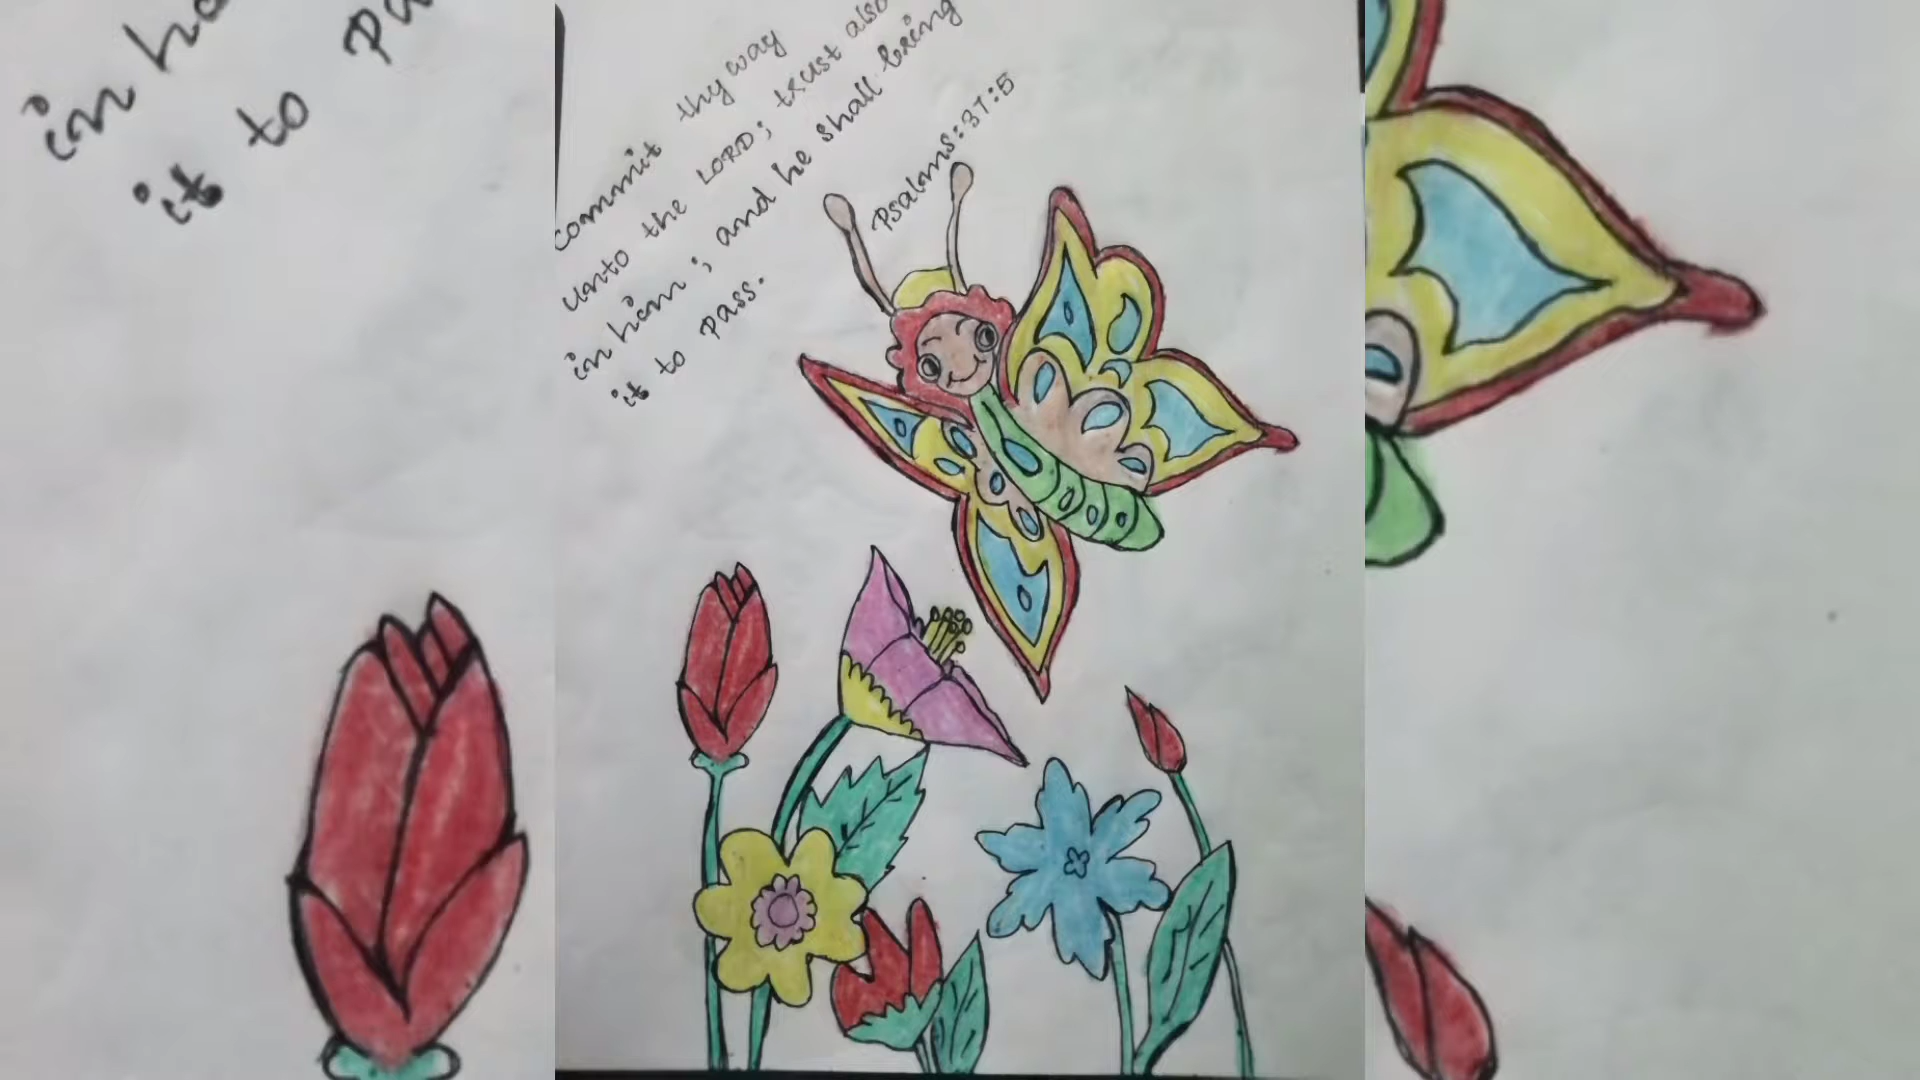 commit thy way
unto the LORD; trust also
in him; and he shall bring
it to pass.
Psalms:37:5
in h
it to pa